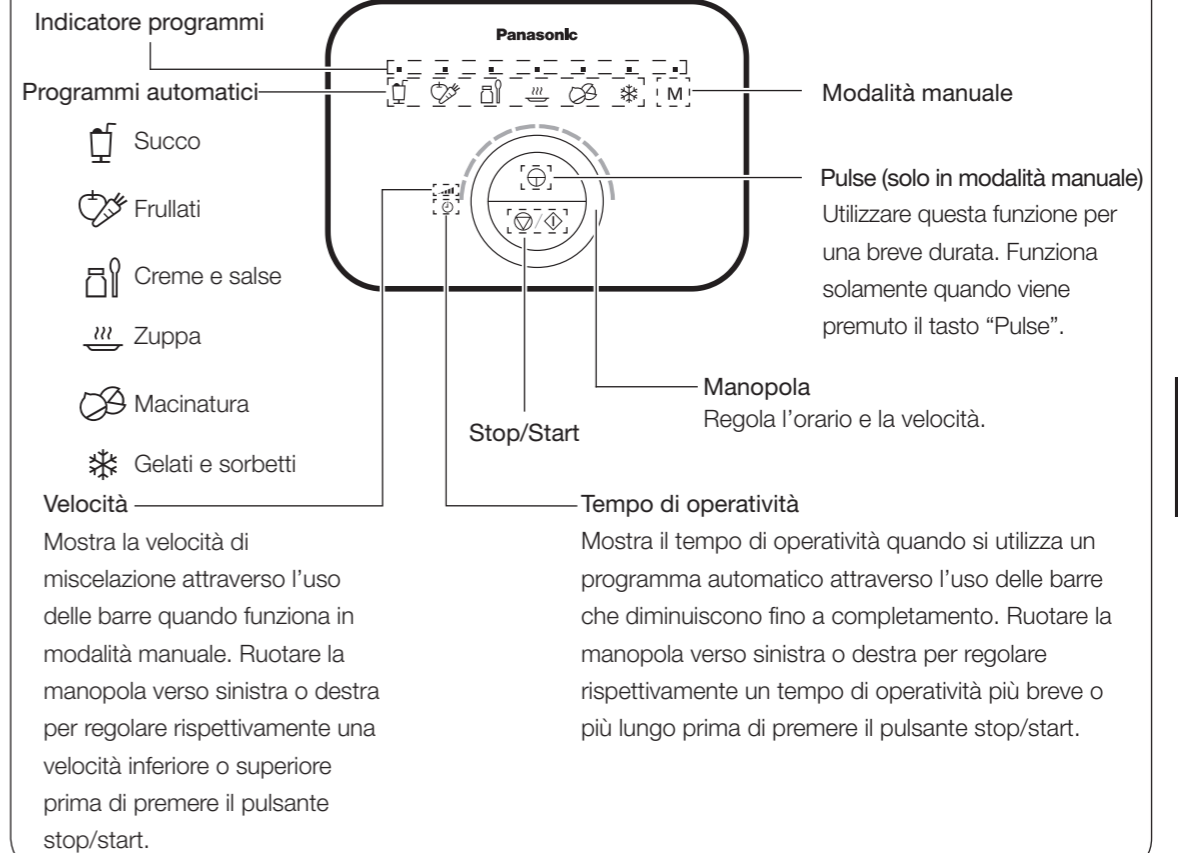 Indicatore programmi
Panasonic
Programmi automatici
M
Modalità manuale
Succo
Frullati
Creme e salse
Zuppa
Macinatura
Gelati e sorbetti
Pulse (solo in modalità manuale)
Utilizzare questa funzione per
una breve durata. Funziona
solamente quando viene
premuto il tasto “Pulse”.
Manopola
Regola l’orario e la velocità.
Stop/Start
Velocità
Mostra la velocità di
miscelazione attraverso l’uso
delle barre quando funziona in
modalità manuale. Ruotare la
manopola verso sinistra o destra
per regolare rispettivamente una
velocità inferiore o superiore
prima di premere il pulsante
stop/start.
Tempo di operatività
Mostra il tempo di operatività quando si utilizza un
programma automatico attraverso l’uso delle barre
che diminuiscono fino a completamento. Ruotare la
manopola verso sinistra o destra per regolare
rispettivamente un tempo di operatività più breve o
più lungo prima di premere il pulsante stop/start.